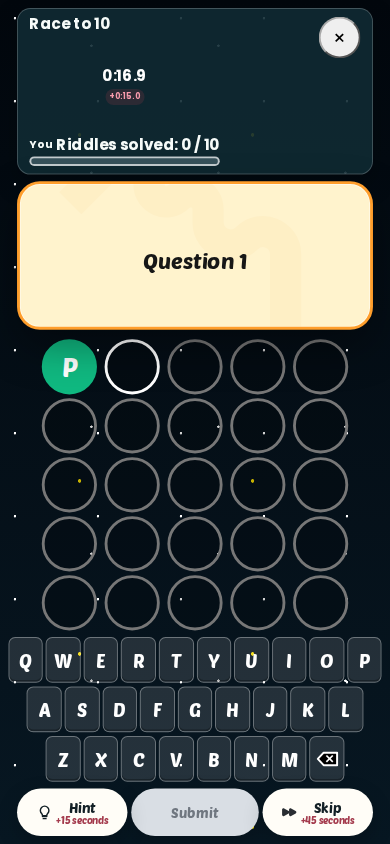 Race to 10
×
0:16.9
+0:15.0
You Riddles solved: 0 / 10
Question 1
P
Q W E R T Y U I O P
A S D F G H J K L
Z X C V B N M
Hint
+15 seconds
Submit
Skip
+45 seconds